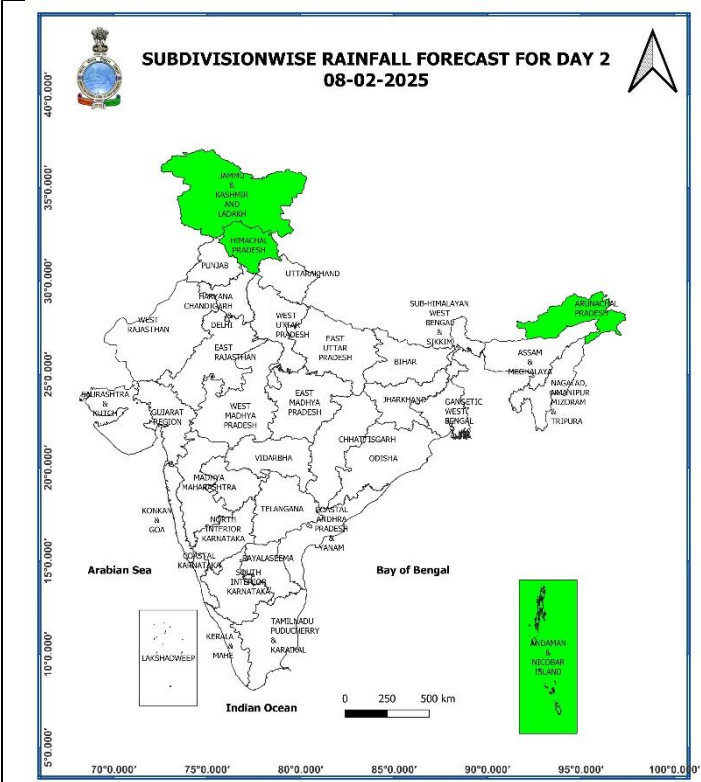 SUBDIVISIONWISE RAINFALL FORECAST FOR DAY 2
08-02-2025
40°0.000'
35°0.000'
30°0.000'
25°0.000'
20°0.000'
15°0.000'
10°0.000'
5°0.000'
JAMMU
&
KASHMIR
AND
LADAKH
HIMACHAL
PRADESH
PUNJAB
UTTARAKHAND
HARYANA
CHANDIGARH
&
DELHI
WEST
RAJASTHAN
WEST
UTTAR
PRADESH
EAST
RAJASTHAN
EAST
UTTAR
PRADESH
SUB-HIMALAYAN
WEST
BENGAL
&
SIKKIM
ARUNACHAL
PRADESH
BIHAR
ASSAM
&
MEGHALAYA
NAGALAD,
MANIPUR
MIZORAM
&
TRIPURA
SAURASHTRA
&
KUTCH
GUJARAT
REGION
WEST
MADHYA
PRADESH
EAST
MADHYA
PRADESH
JHARKHAND
GANGETIC
WEST
BENGAL
CHHATTISGARH
ODISHA
VIDARBHA
MADHYA
MAHARASHTRA
KONKAN
&
GOA
TELANGANA
NORTH
INTERIOR
KARNATAKA
COASTAL
ANDHRA
PRADESH
&
YANAM
COASTAL
KARNATAKA
RAYALASEEMA
SOUTH
INTERIOR
KARNATAKA
Arabian Sea
Bay of Bengal
TAMILNADU
PUDUCHERRY
&
KARAIKAL
KERALA
&
MAHE
LAKSHADWEEP
ANDAMAN
&
NICOBAR
ISLAND
Indian Ocean
0 250 500 km
70°0.000' 75°0.000' 80°0.000' 85°0.000' 90°0.000' 95°0.000' 100°0.000'